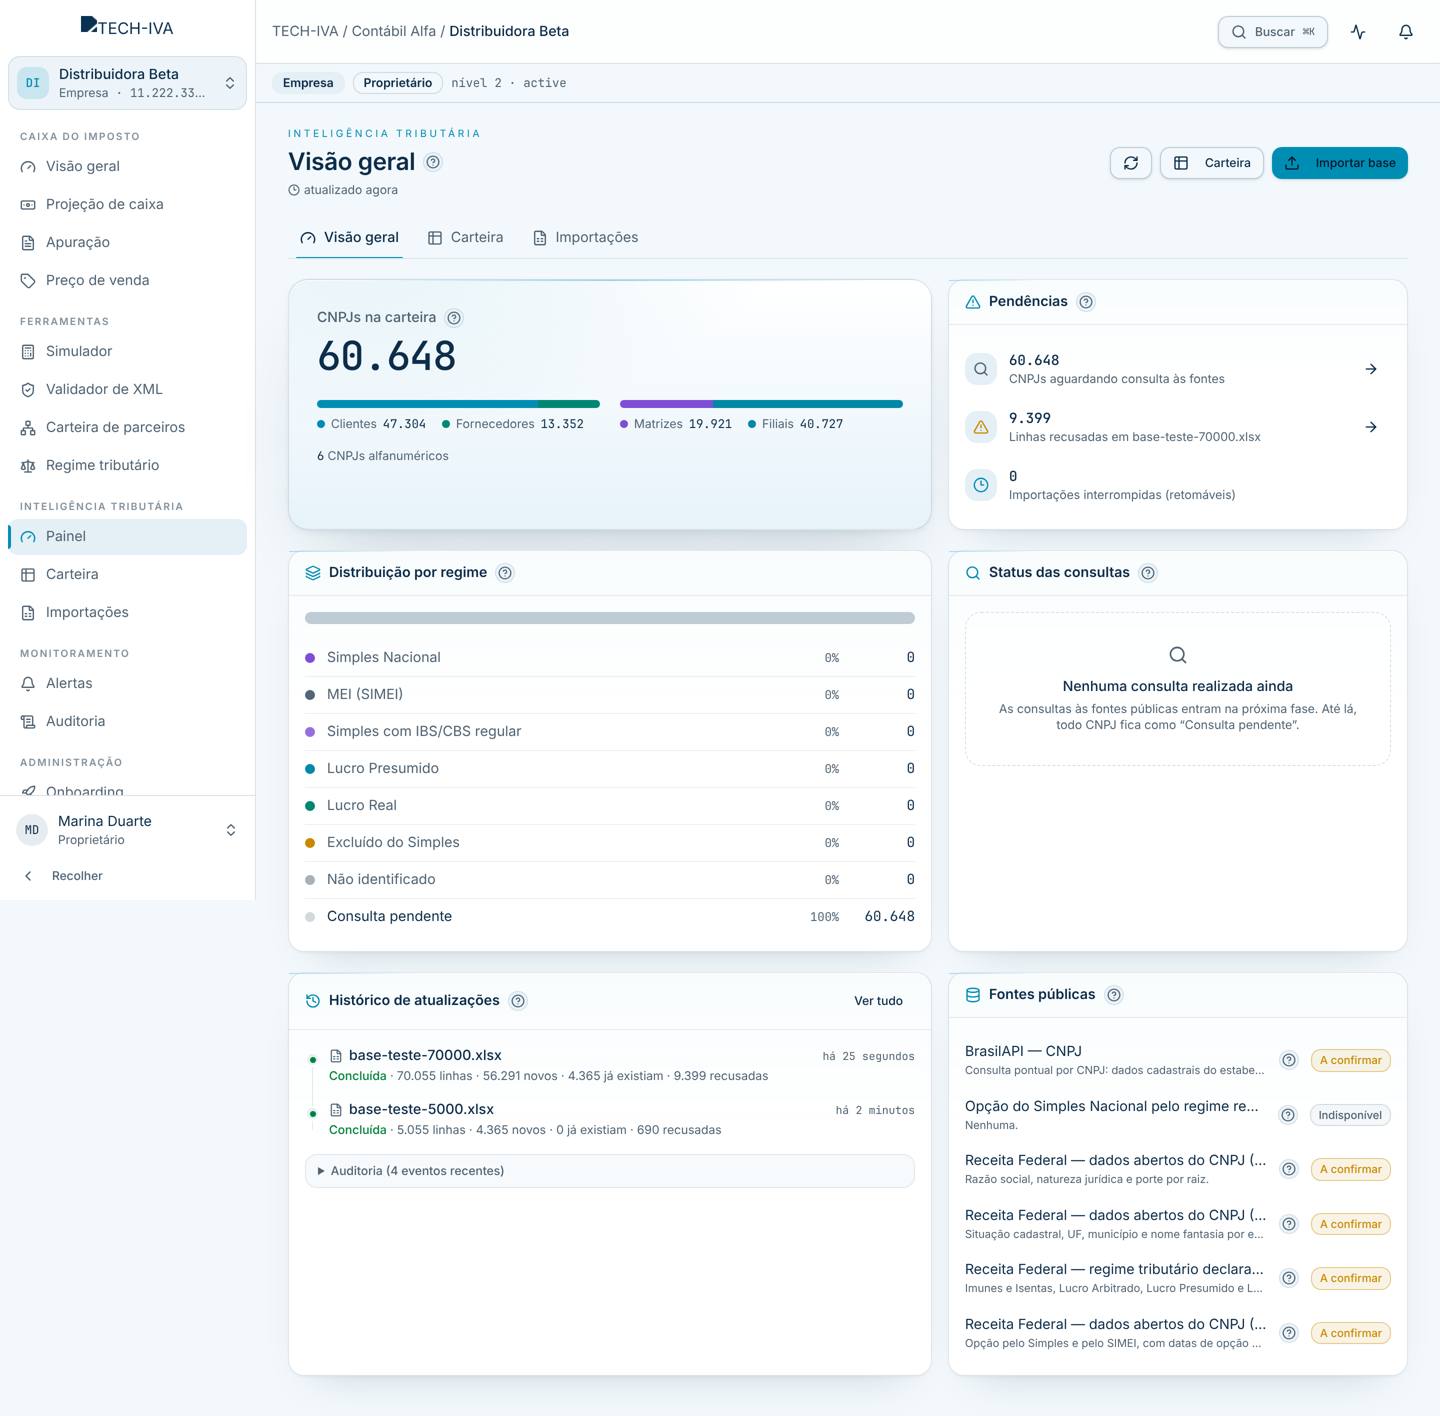 TECH-IVA
DI
Distribuidora Beta
Empresa · 11.222.33...
CAIXA DO IMPOSTO
Visão geral
Projeção de caixa
Apuração
Preço de venda
FERRAMENTAS
Simulador
Validador de XML
Carteira de parceiros
Regime tributário
INTELIGÊNCIA TRIBUTÁRIA
Painel
Carteira
Importações
MONITORAMENTO
Alertas
Auditoria
ADMINISTRAÇÃO
Onboarding
MD
Marina Duarte
Proprietário
Recolher
TECH-IVA / Contábil Alfa / Distribuidora Beta
Buscar ⌘K
Empresa Proprietário nível 2 · active
INTELIGÊNCIA TRIBUTÁRIA
Visão geral
atualizado agora
Carteira
Importar base
Visão geral Carteira Importações
CNPJs na carteira
60.648
Clientes 47.304 Fornecedores 13.352
Matrizes 19.921 Filiais 40.727
6 CNPJs alfanuméricos
Pendências
60.648
CNPJs aguardando consulta às fontes
9.399
Linhas recusadas em base-teste-70000.xlsx
0
Importações interrompidas (retomáveis)
Distribuição por regime
Simples Nacional 0% 0
MEI (SIMEI) 0% 0
Simples com IBS/CBS regular 0% 0
Lucro Presumido 0% 0
Lucro Real 0% 0
Excluído do Simples 0% 0
Não identificado 0% 0
Consulta pendente 100% 60.648
Status das consultas
Nenhuma consulta realizada ainda
As consultas às fontes públicas entram na próxima fase. Até lá,
todo CNPJ fica como “Consulta pendente”.
Histórico de atualizações
Ver tudo
base-teste-70000.xlsx há 25 segundos
Concluída · 70.055 linhas · 56.291 novos · 4.365 já existiam · 9.399 recusadas
base-teste-5000.xlsx há 2 minutos
Concluída · 5.055 linhas · 4.365 novos · 0 já existiam · 690 recusadas
Auditoria (4 eventos recentes)
Fontes públicas
BrasilAPI — CNPJ
Consulta pontual por CNPJ: dados cadastrais do estabe...
A confirmar
Opção do Simples Nacional pelo regime re...
Nenhuma.
Indisponível
Receita Federal — dados abertos do CNPJ (...
Razão social, natureza jurídica e porte por raiz.
A confirmar
Receita Federal — dados abertos do CNPJ (...
Situação cadastral, UF, município e nome fantasia por e...
A confirmar
Receita Federal — regime tributário declara...
Imunes e Isentas, Lucro Arbitrado, Lucro Presumido e L...
A confirmar
Receita Federal — dados abertos do CNPJ (...
Opção pelo Simples e pelo SIMEI, com datas de opção ...
A confirmar